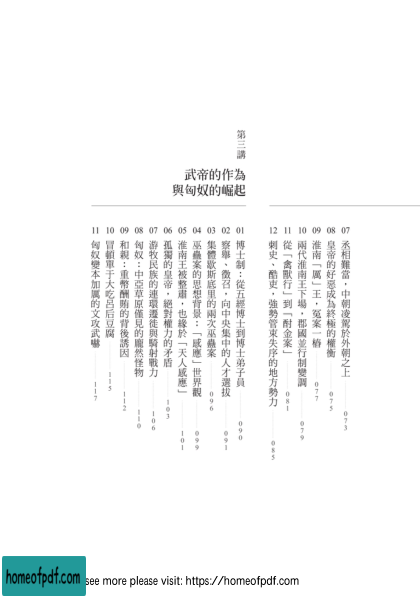 07 丞相難當，中朝凌駕於外朝之上 073
08 皇帝的好惡成為終極的權衡 075
09 淮南「厲」王，冤案一樁 077
10 兩代淮南王下場，郡國並行制變調 079
11 從「禽獸行」到「酎金案」 081
12 刺史、酷吏，強勢管束失序的地方勢力 085
第三講
武帝的作為
與匈奴的崛起
01 博士制：從五經博士到博士弟子員 090
02 察舉、徵召，向中央集中的人才選拔 091
03 集體歇斯底里的兩次巫蠱案 096
04 巫蠱案的思想背景：「感應」世界觀 099
05 淮南王被整肅，也緣於「天人感應」 101
06 孤獨的皇帝，絕對權力的矛盾 103
07 游牧民族的連環遷徙與騎射戰力 106
08 匈奴：中亞草原僅見的龐然怪物 110
09 和親：重幣酬賄的背後誘因 112
10 冒頓單于大吃呂后豆腐 115
11 匈奴變本加厲的文攻武嚇 117
homeofpdf.com
see more please visit: https://homeofpdf.com